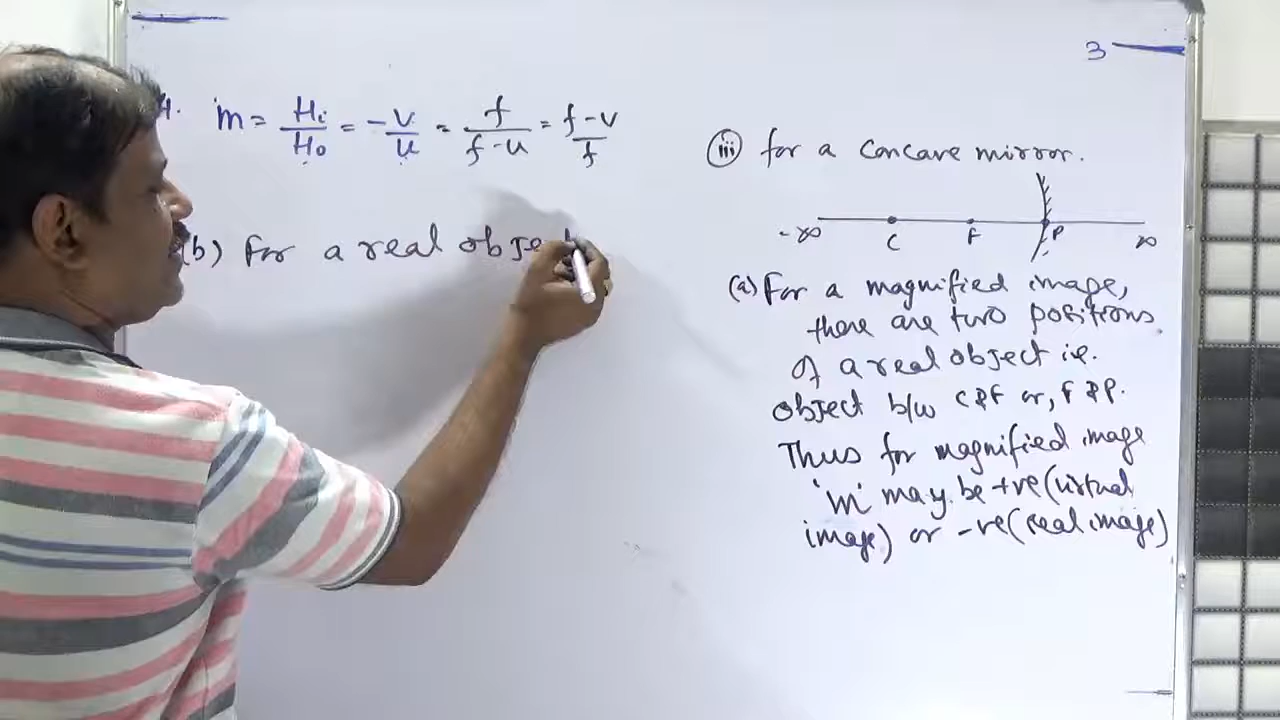 m = Hi/Ho = -v/u = f/f-u = f-v/f
(b) For a real object
3
(iii) for a concave mirror.
-∞ C F P ∞
(a) For a magnified image,
there are two positions
of a real object i.e.
object b/w C & F or, F & P.
Thus for magnified image
'm' may be +ve (virtual
image) or -ve (real image)